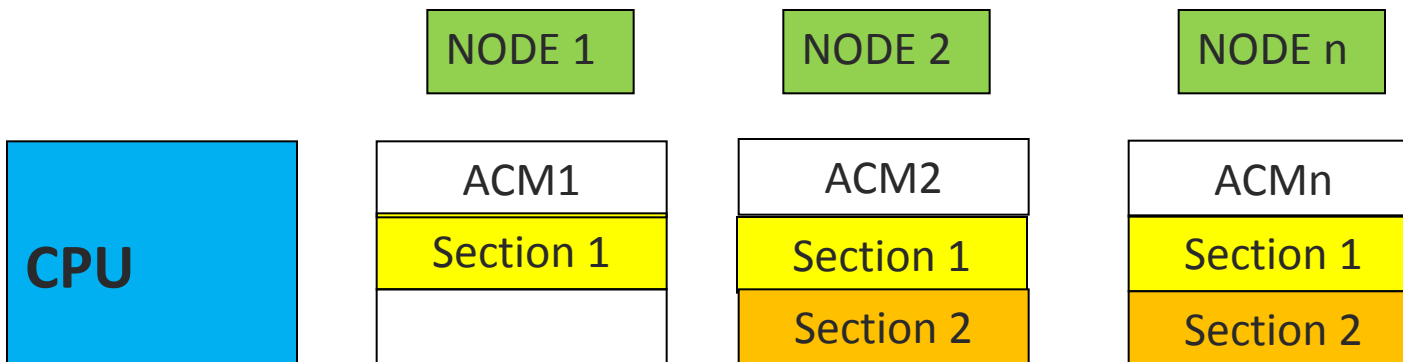 NODE 1
NODE 2
NODE n
ACM1
ACM2
ACMn
CPU
Section 1
Section 1
Section 1
Section 2
Section 2